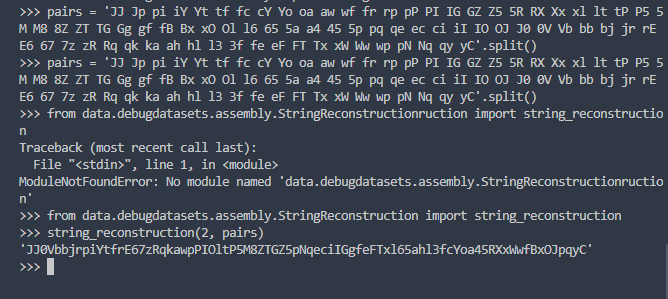 >>> pairs = 'JJ Jp pi iY Yt tf fc cY Yo oa aw wf fr rp pP PI IG GZ Z5 5R RX Xx xl lt tP P5 5
M M8 8Z ZT TG Gg gf fB Bx xO Ol l6 65 5a a4 45 5p pq qe ec ci iI IO OJ J0 0V Vb bb bj jr rE
E6 67 7z zR Rq qk ka ah hl l3 3f fe eF FT Tx xW Ww wp pN Nq qy yC'.split()
>>> pairs = 'JJ Jp pi iY Yt tf fc cY Yo oa aw wf fr rp pP PI IG GZ Z5 5R RX Xx xl lt tP P5 5
M M8 8Z ZT TG Gg gf fB Bx xO Ol l6 65 5a a4 45 5p pq qe ec ci iI IO OJ J0 0V Vb bb bj jr rE
E6 67 7z zR Rq qk ka ah hl l3 3f fe eF FT Tx xW Ww wp pN Nq qy yC'.split()
>>> from data.debugdatasets.assembly.StringReconstructionruction import string_reconstructio
n
Traceback (most recent call last):
  File "<stdin>", line 1, in <module>
ModuleNotFoundError: No module named 'data.debugdatasets.assembly.StringReconstructionructio
n'
>>> from data.debugdatasets.assembly.StringReconstruction import string_reconstruction
>>> string_reconstruction(2, pairs)
'JJ0VbbjrpiYtfrE67zRqkawpPIOltP5M8ZTGZ5pNqeciIGgfeFTxl65ahl3fcYoa45RXxWwfBxOJpqyC'
>>>